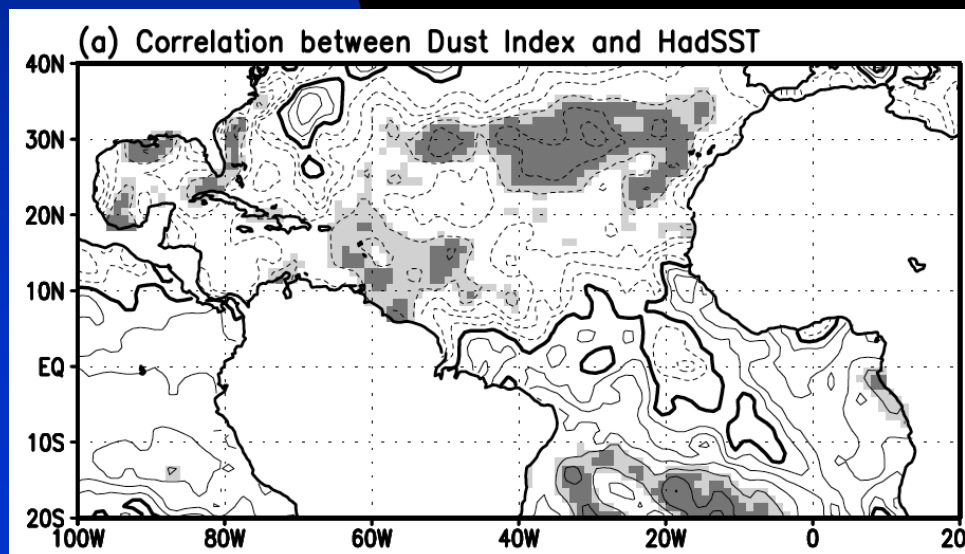 (a) Correlation between Dust Index and HadSST
40N
30N
20N
10N
EQ
10S
20S
100W 80W 60W 40W 20W 0 20